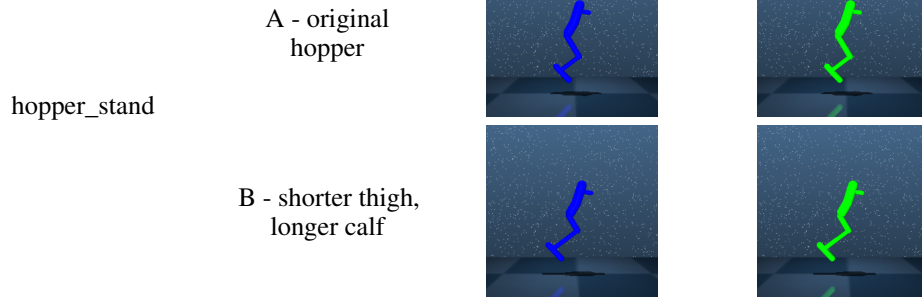 A - original
hopper
hopper_stand
B - shorter thigh,
longer calf